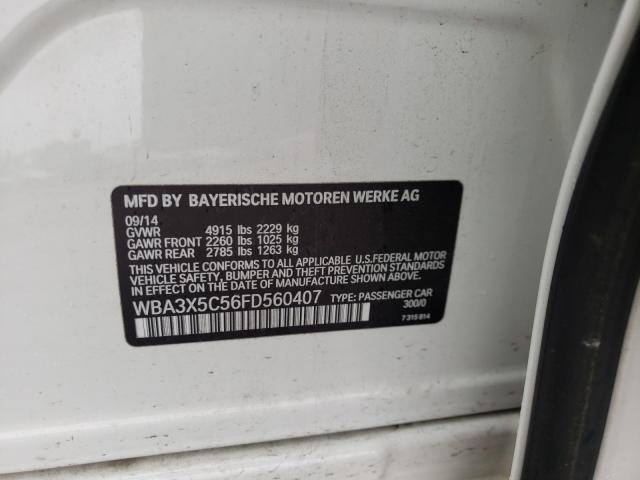 MFD BY BAYERISCHE MOTOREN WERKE AG
09/14
GVWR 4915 lbs 2229 kg
GAWR FRONT 2260 lbs 1025 kg
GAWR REAR 2785 lbs 1263 kg
THIS VEHICLE CONFORMS TO ALL APPLICABLE U.S.FEDERAL MOTOR
VEHICLE SAFETY, BUMPER, AND THEFT PREVENTION STANDARDS
IN EFFECT ON THE DATE OF MANUFACTURE SHOWN ABOVE.
WBA3X5C56FD560407 TYPE: PASSENGER CAR
300/0
7 315 814